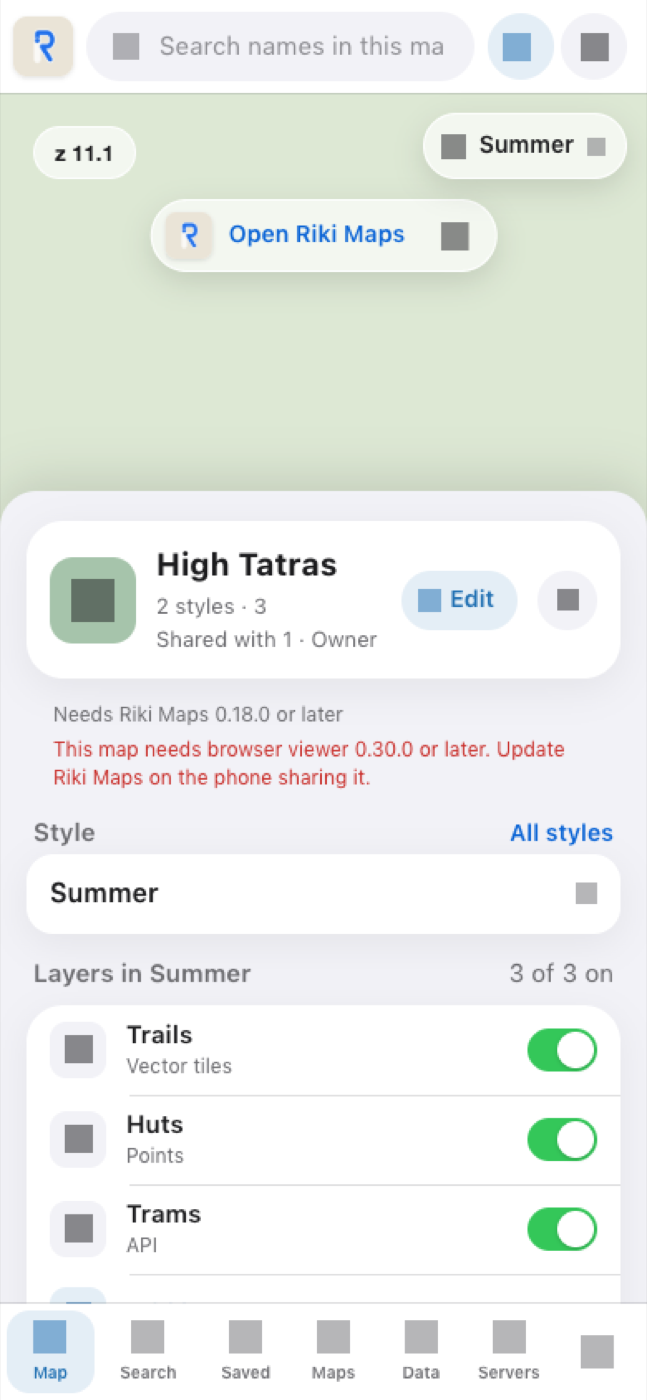 Search names in this ma
z 11.1
Summer
Open Riki Maps
High Tatras
2 styles · 3
Shared with 1 · Owner
Edit
Needs Riki Maps 0.18.0 or later
This map needs browser viewer 0.30.0 or later. Update
Riki Maps on the phone sharing it.
Style
All styles
Summer
Layers in Summer
3 of 3 on
Trails
Vector tiles
Huts
Points
Trams
API
Map
Search
Saved
Maps
Data
Servers